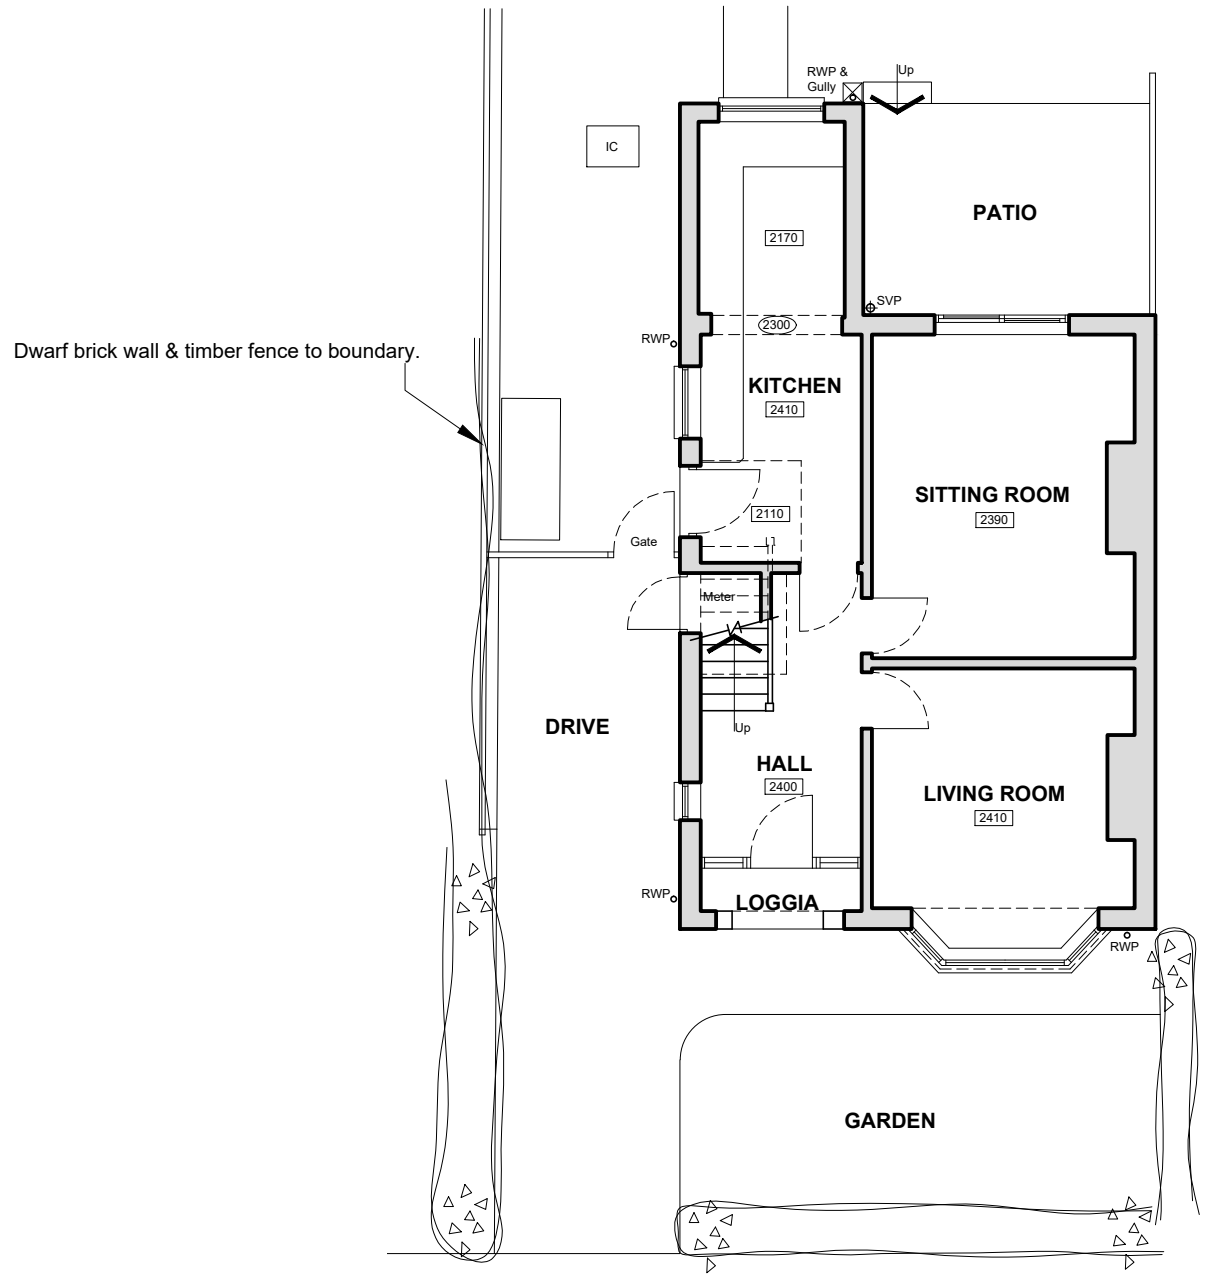 RWP &
Gully
Up
IC
PATIO
2170
SVP
2300
RWP
Dwarf brick wall & timber fence to boundary.
KITCHEN
2410
SITTING ROOM
2390
2110
Gate
Meter
DRIVE
Up
HALL
2400
LIVING ROOM
2410
RWP
LOGGIA
RWP
GARDEN